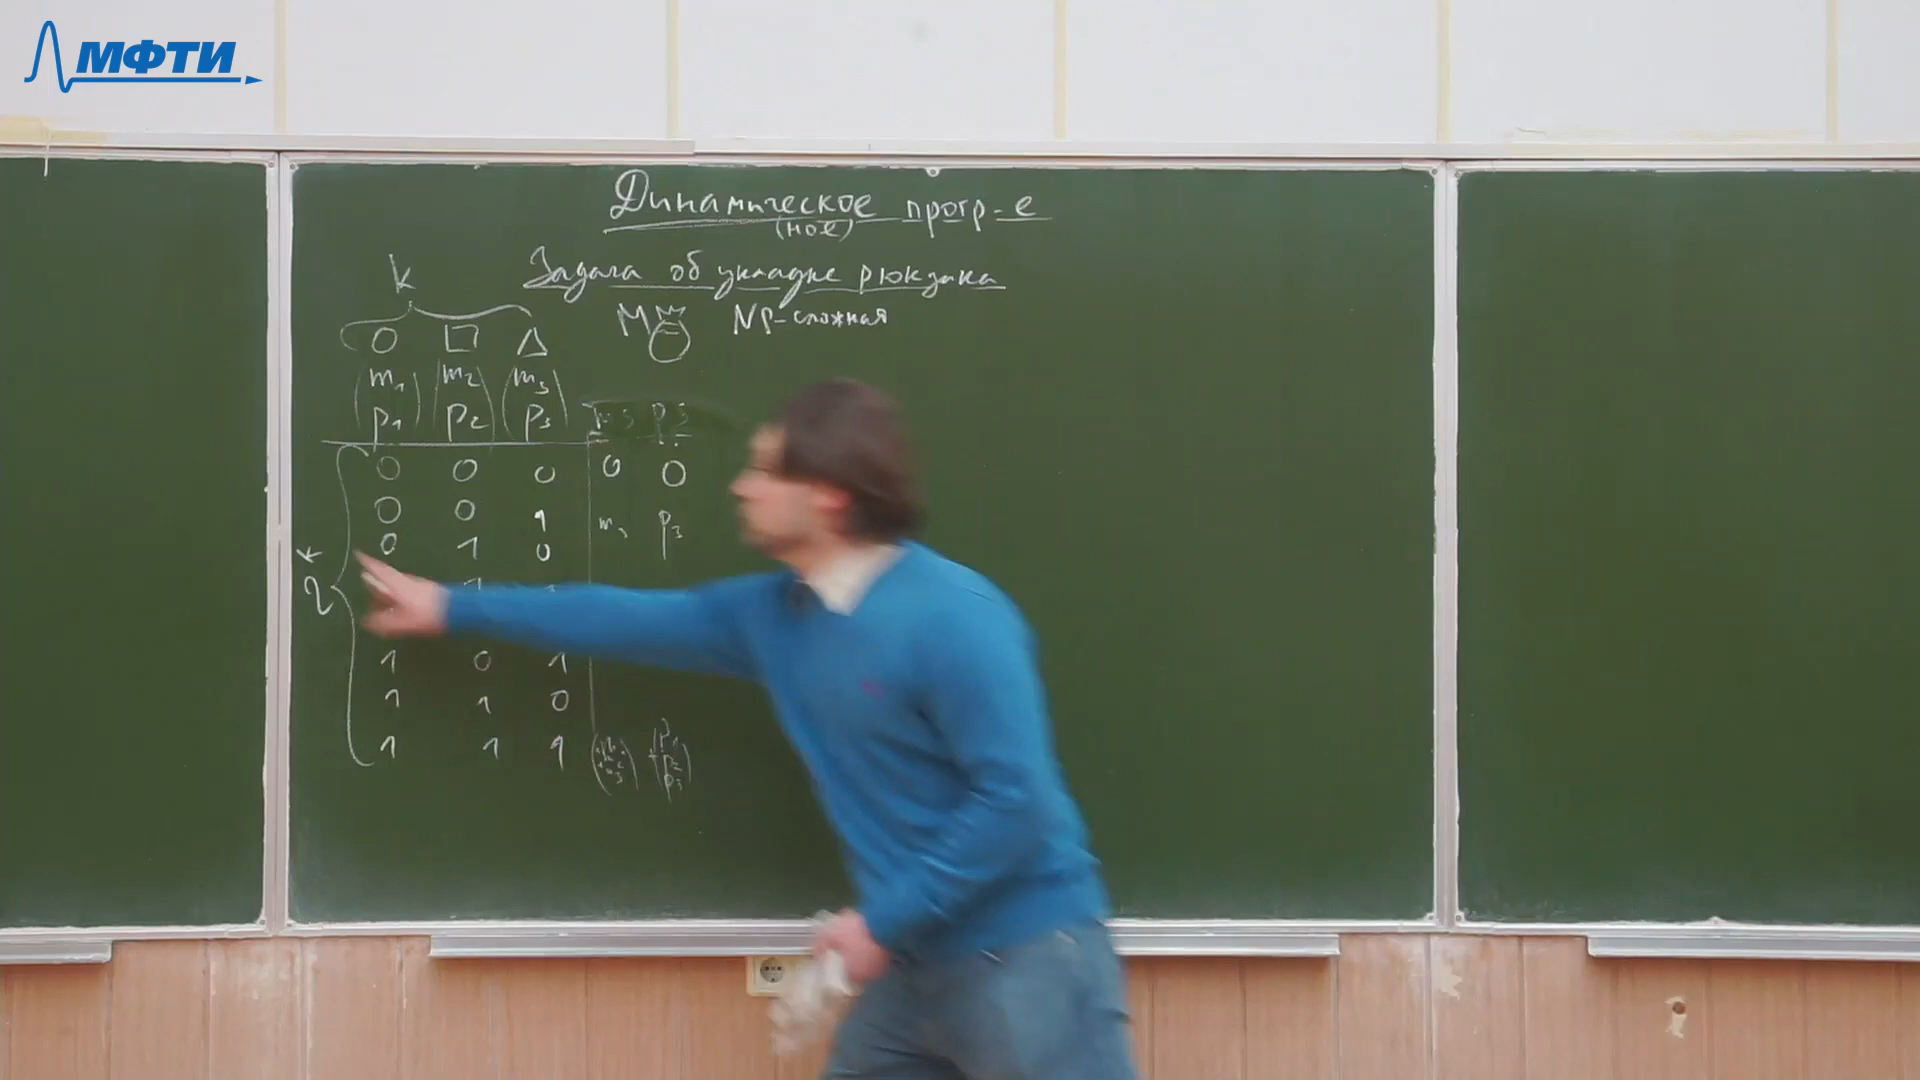 МФТИ
Динамическое прогр-е
(ное)
Задача об укладке рюкзака
k
M NP-сложная
m₁ m₂ m₃
p₁ p₂ p₃
0 0 0 0 0
0 0 1 m₃ p₃
0 1 0
2ᵏ
1 0 1
1 1 0
1 1 1